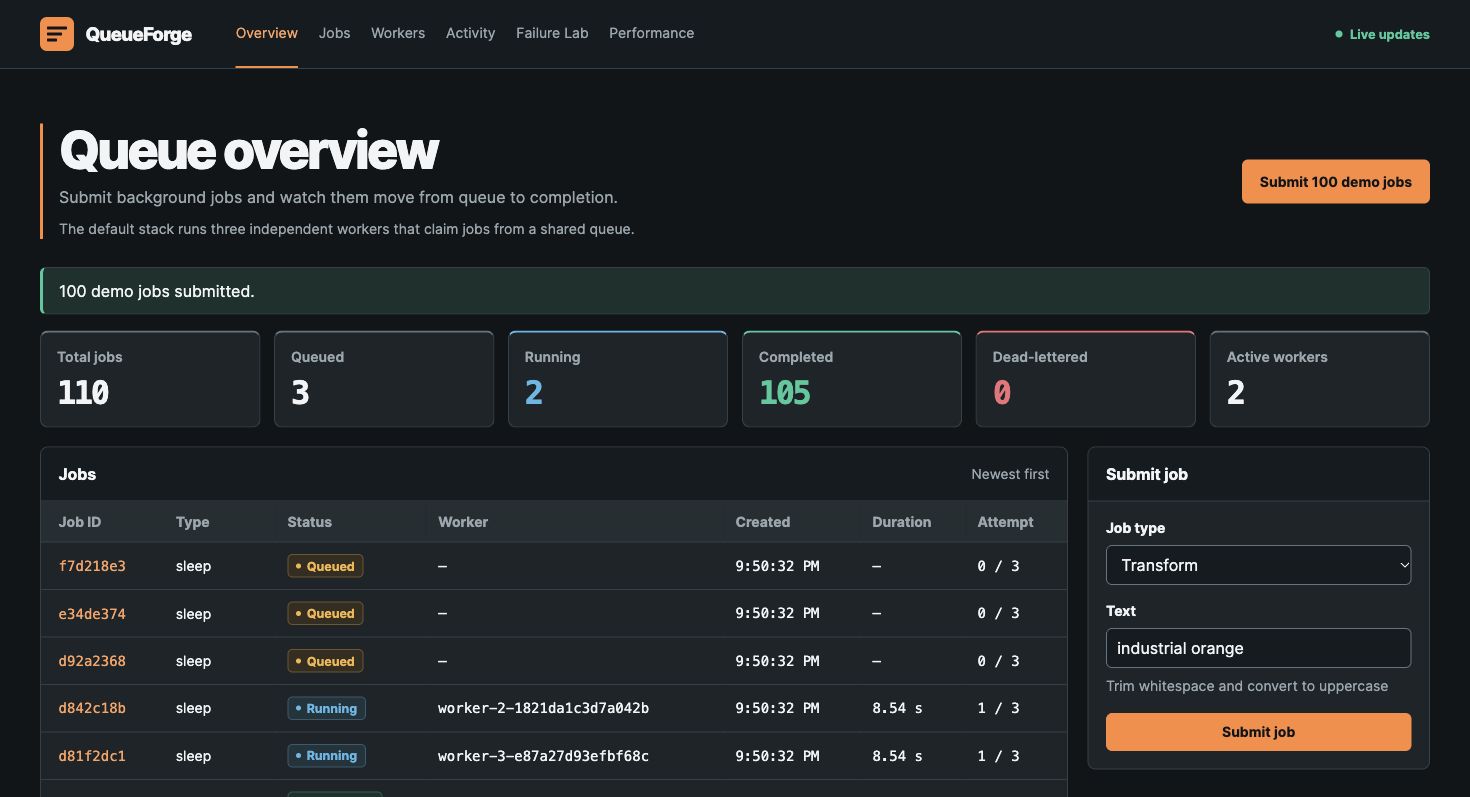 QueueForge Overview Jobs Workers Activity Failure Lab Performance Live updates
Queue overview
Submit background jobs and watch them move from queue to completion.
Submit 100 demo jobs
The default stack runs three independent workers that claim jobs from a shared queue.
100 demo jobs submitted.
Total jobs Queued Running Completed Dead-lettered Active workers
110 3 2 105 0 2
Jobs Newest first
Job ID Type Status Worker Created Duration Attempt
f7d218e3 sleep Queued — 9:50:32 PM — 0 / 3
e34de374 sleep Queued — 9:50:32 PM — 0 / 3
d92a2368 sleep Queued — 9:50:32 PM — 0 / 3
d842c18b sleep Running worker-2-1821da1c3d7a042b 9:50:32 PM 8.54 s 1 / 3
d81f2dc1 sleep Running worker-3-e87a27d93efbf68c 9:50:32 PM 8.54 s 1 / 3
Submit job
Job type
Transform
Text
industrial orange
Trim whitespace and convert to uppercase
Submit job